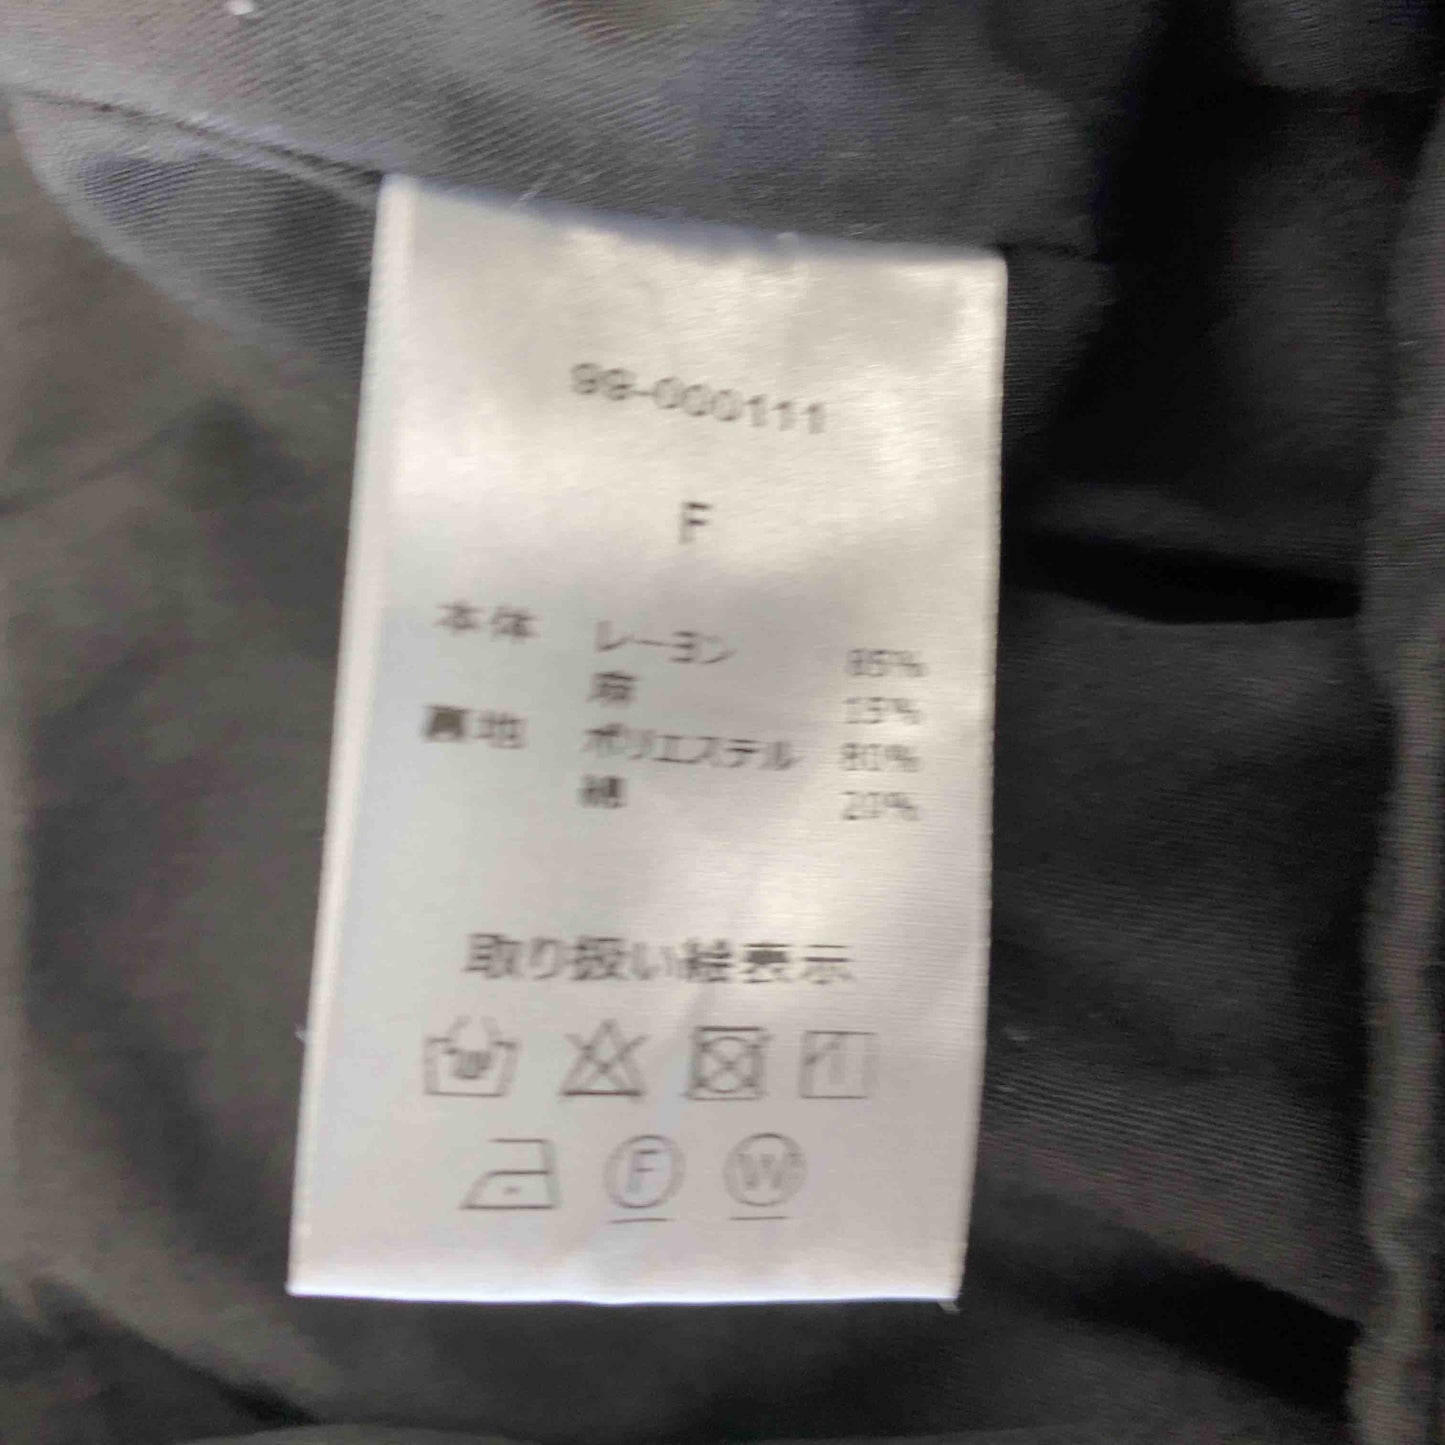 99-000111
F
本体 レーヨン 85%
麻 15%
裏地 ポリエステル 80%
綿 20%
取り扱い絵表示
F W